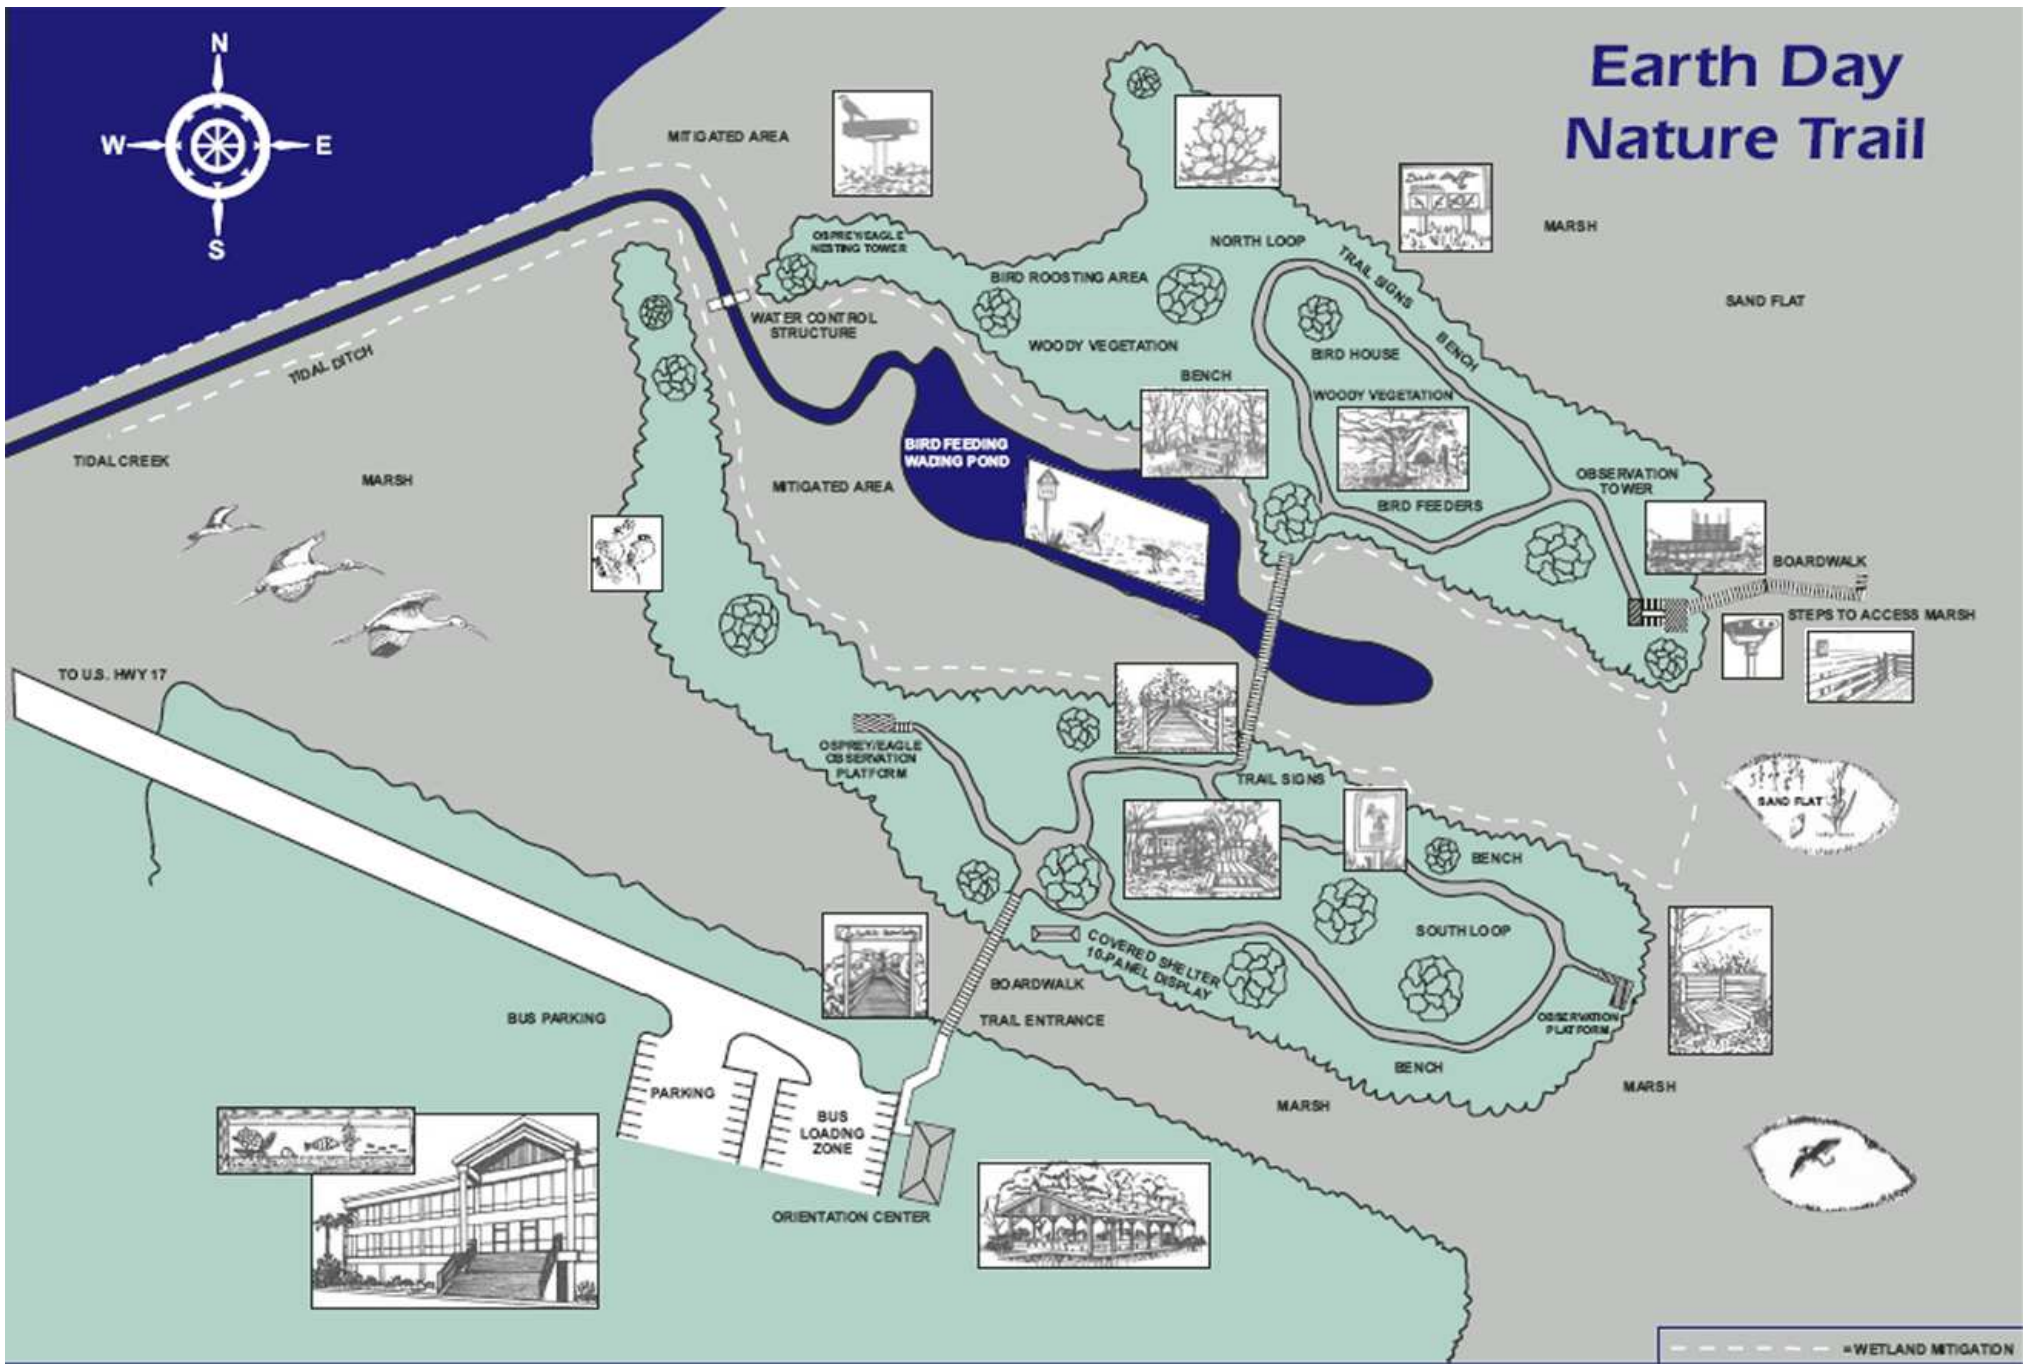 Earth Day
Nature Trail
N
W
E
S
MITIGATED AREA
OSPREY/EAGLE
NESTING TOWER
BIRD ROOSTING AREA
NORTH LOOP
TRAIL SIGNS
BENCH
Birds
MARSH
SAND FLAT
WATER CONTROL
STRUCTURE
WOODY VEGETATION
BIRD HOUSE
BENCH
WOODY VEGETATION
TIDAL DITCH
TIDAL CREEK
MARSH
MITIGATED AREA
BIRD FEEDING
WADING POND
BIRD FEEDERS
OBSERVATION
TOWER
BOARDWALK
STEPS TO ACCESS MARSH
TO U.S. HWY 17
OSPREY/EAGLE
OBSERVATION
PLATFORM
TRAIL SIGNS
SAND FLAT
BENCH
SOUTH LOOP
COVERED SHELTER
10-PANEL DISPLAY
BOARDWALK
TRAIL ENTRANCE
OBSERVATION
PLATFORM
BENCH
MARSH
MARSH
BUS PARKING
PARKING
BUS
LOADING
ZONE
ORIENTATION CENTER
=WETLAND MITIGATION